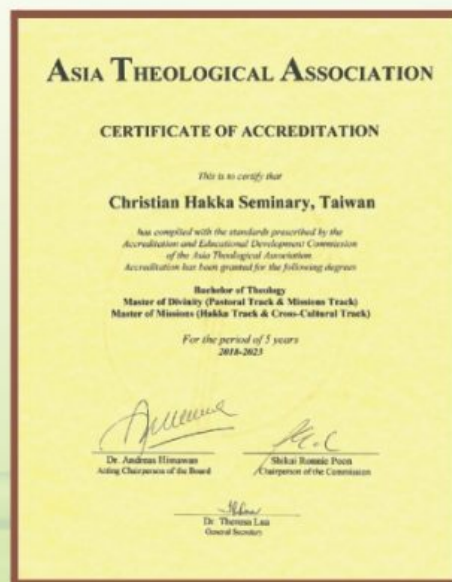 ASIA THEOLOGICAL ASSOCIATION
CERTIFICATE OF ACCREDITATION
This is to certify that
Christian Hakka Seminary, Taiwan
has complied with the standards prescribed by the
Accreditation and Educational Development Commission
of the Asia Theological Association
Accreditation has been granted for the following degrees
Bachelor of Theology
Master of Divinity (Pastoral Track & Missions Track)
Master of Missions (Hakka Track & Cross-Cultural Track)
For the period of 5 years
2018-2023
Dr. Andreas Himawan
Acting Chairperson of the Board
Shikai Ronnie Poon
Chairperson of the Commission
Dr. Theresa Lua
General Secretary